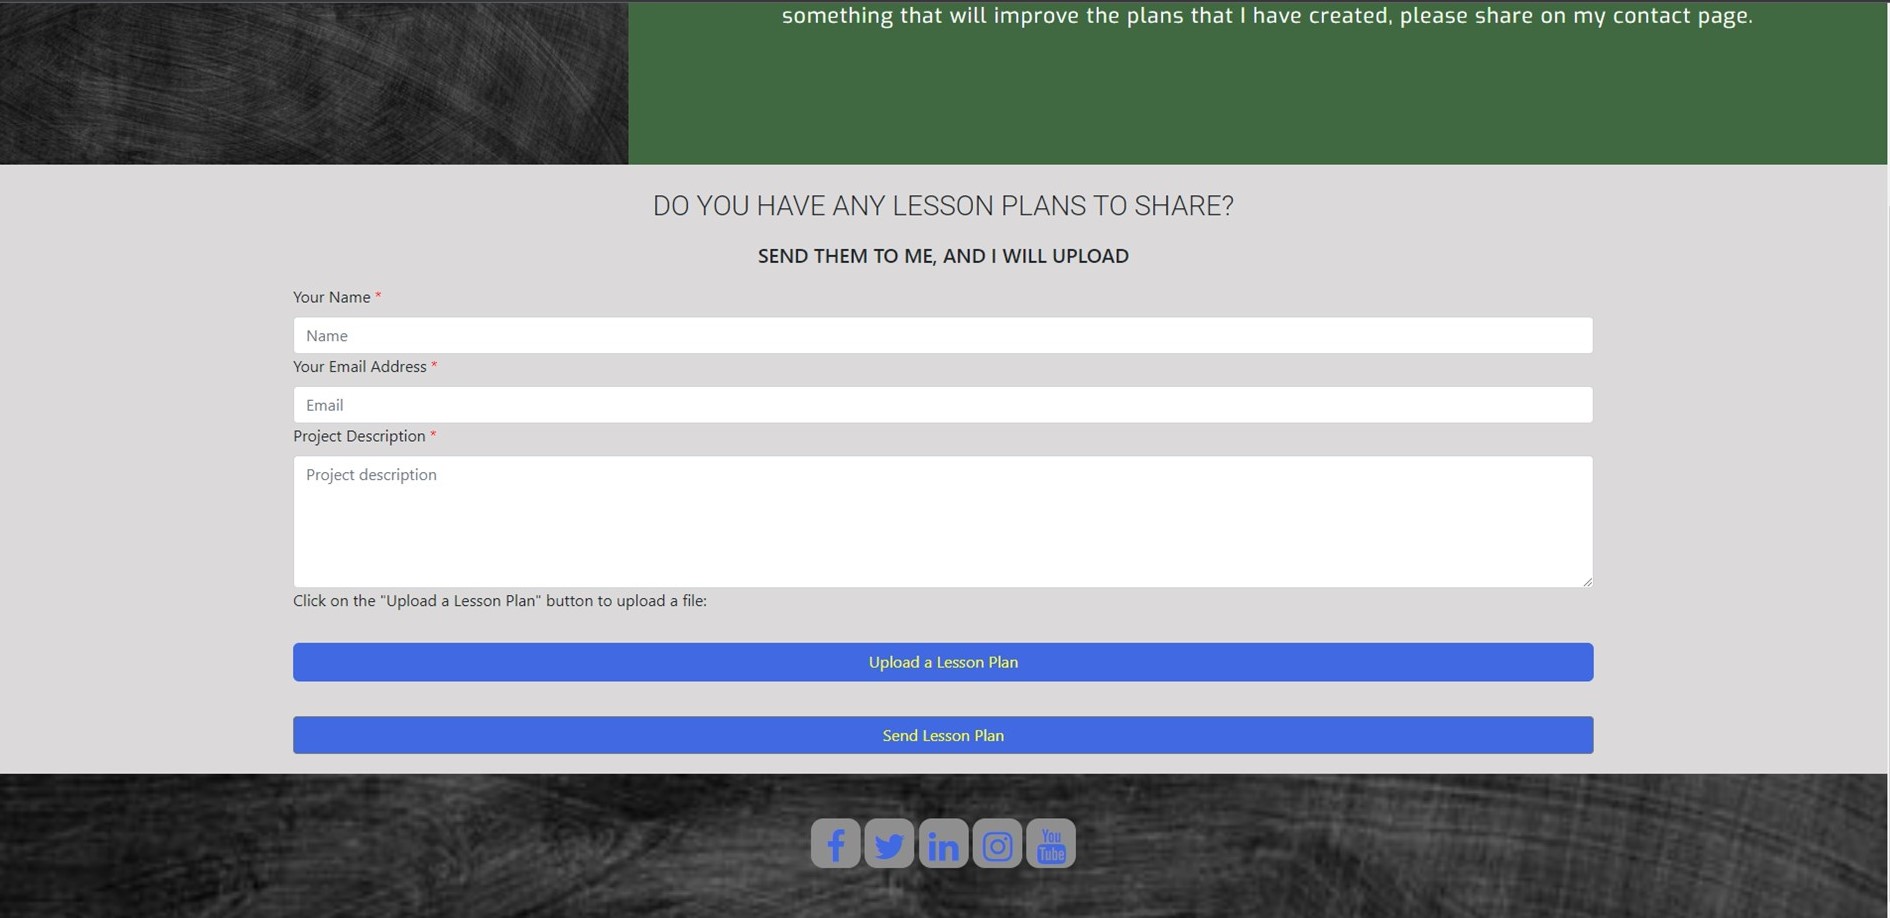 something that will improve the plans that I have created, please share on my contact page.
DO YOU HAVE ANY LESSON PLANS TO SHARE?
SEND THEM TO ME, AND I WILL UPLOAD
Your Name *
Name
Your Email Address *
Email
Project Description *
Project description
Click on the "Upload a Lesson Plan" button to upload a file:
Upload a Lesson Plan
Send Lesson Plan
You
Tube